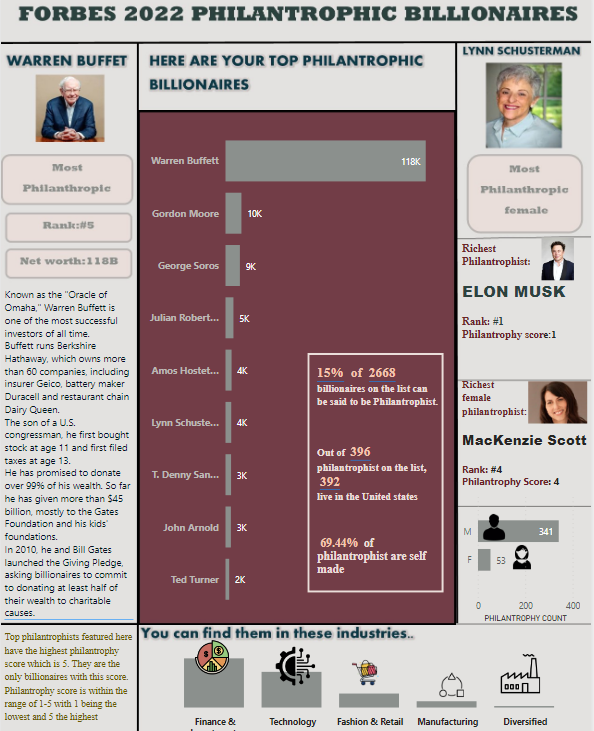 FORBES 2022 PHILANTROPHIC BILLIONAIRES
WARREN BUFFET
Most
Philanthropic
Rank:#5
Net worth:118B
Known as the "Oracle of
Omaha," Warren Buffett is
one of the most successful
investors of all time.
Buffett runs Berkshire
Hathaway, which owns more
than 60 companies, including
insurer Geico, battery maker
Duracell and restaurant chain
Dairy Queen.
The son of a U.S.
congressman, he first bought
stock at age 11 and first filed
taxes at age 13.
He has promised to donate
over 99% of his wealth. So far
he has given more than $45
billion, mostly to the Gates
Foundation and his kids'
foundations.
In 2010, he and Bill Gates
launched the Giving Pledge,
asking billionaires to commit
to donating at least half of
their wealth to charitable
causes.
Top philantrophists featured here
have the highest philantrophy
score which is 5. They are the
only billionaires with this score.
Philantrophy score is within the
range of 1-5 with 1 being the
lowest and 5 the highest
HERE ARE YOUR TOP PHILANTROPHIC
BILLIONAIRES
Warren Buffett 118K
Gordon Moore 10K
George Soros 9K
Julian Robert... 5K
Amos Hostet... 4K
Lynn Schuste... 4K
T. Denny San... 3K
John Arnold 3K
Ted Turner 2K
15% of 2668
billionaires on the list can
be said to be Philantrophist.
Out of 396
philantrophist on the list,
392
live in the United states
69.44% of
philantrophist are self
made
LYNN SCHUSTERMAN
Most
Philantrophic
female
Richest
Philantrophist:
ELON MUSK
Rank: #1
Philantrophy score:1
Richest
female
philantrophist:
MacKenzie Scott
Rank: #4
Philantrophy Score: 4
M 341
F 53
0 200 400
PHILANTROPHY COUNT
You can find them in these industries..
Finance &
Technology
Fashion & Retail
Manufacturing
Diversified